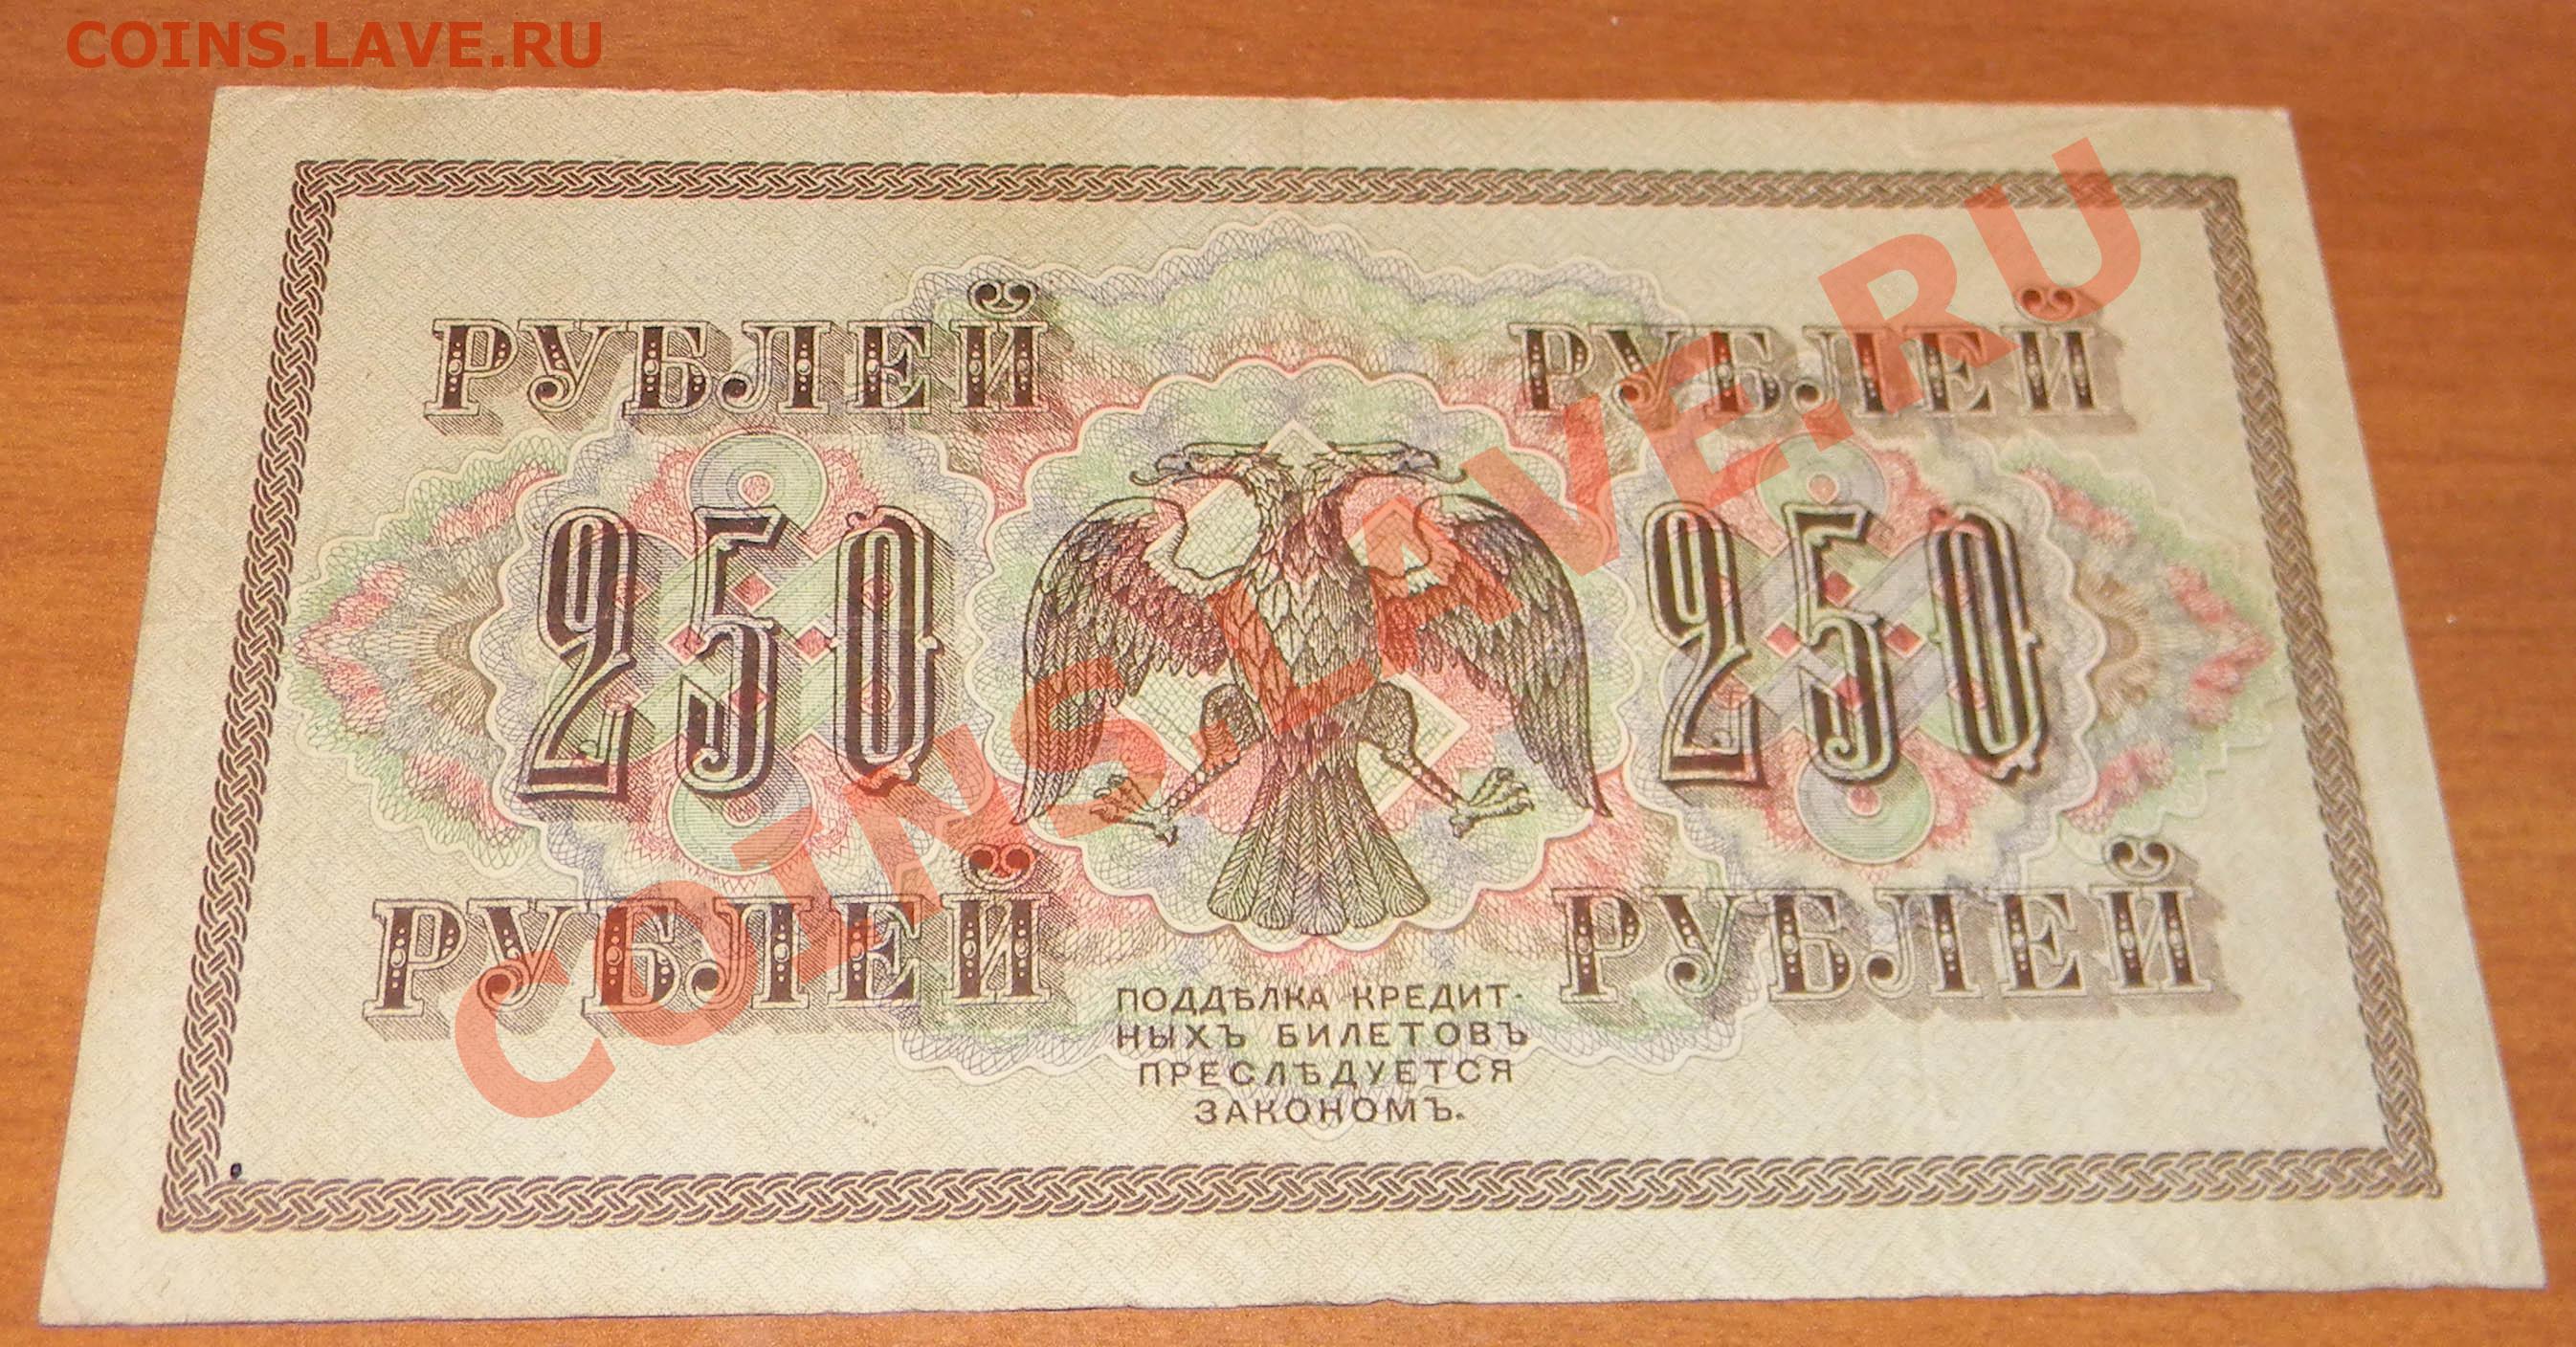 COINS.LAVE.RU
РУБЛЕЙ РУБЛЕЙ
250 250
РУБЛЕЙ РУБЛЕЙ
ПОДДѢЛКА КРЕДИТ-
НЫХЪ БИЛЕТОВЪ
ПРЕСЛѢДУЕТСЯ
ЗАКОНОМЪ.
COINS.LAVE.RU